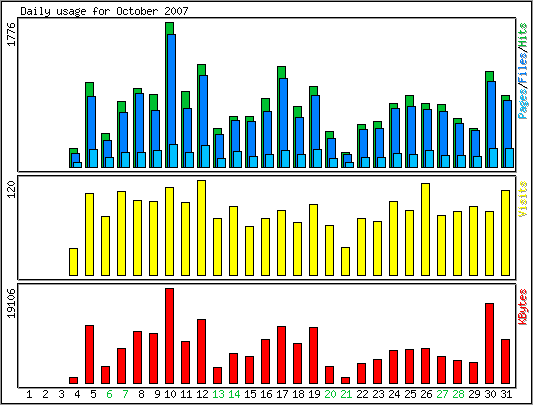 Daily usage for October 2007
1776
Pages/Files/Hits
120
Visits
19106
KBytes
1 2 3 4 5 6 7 8 9 10 11 12 13 14 15 16 17 18 19 20 21 22 23 24 25 26 27 28 29 30 31